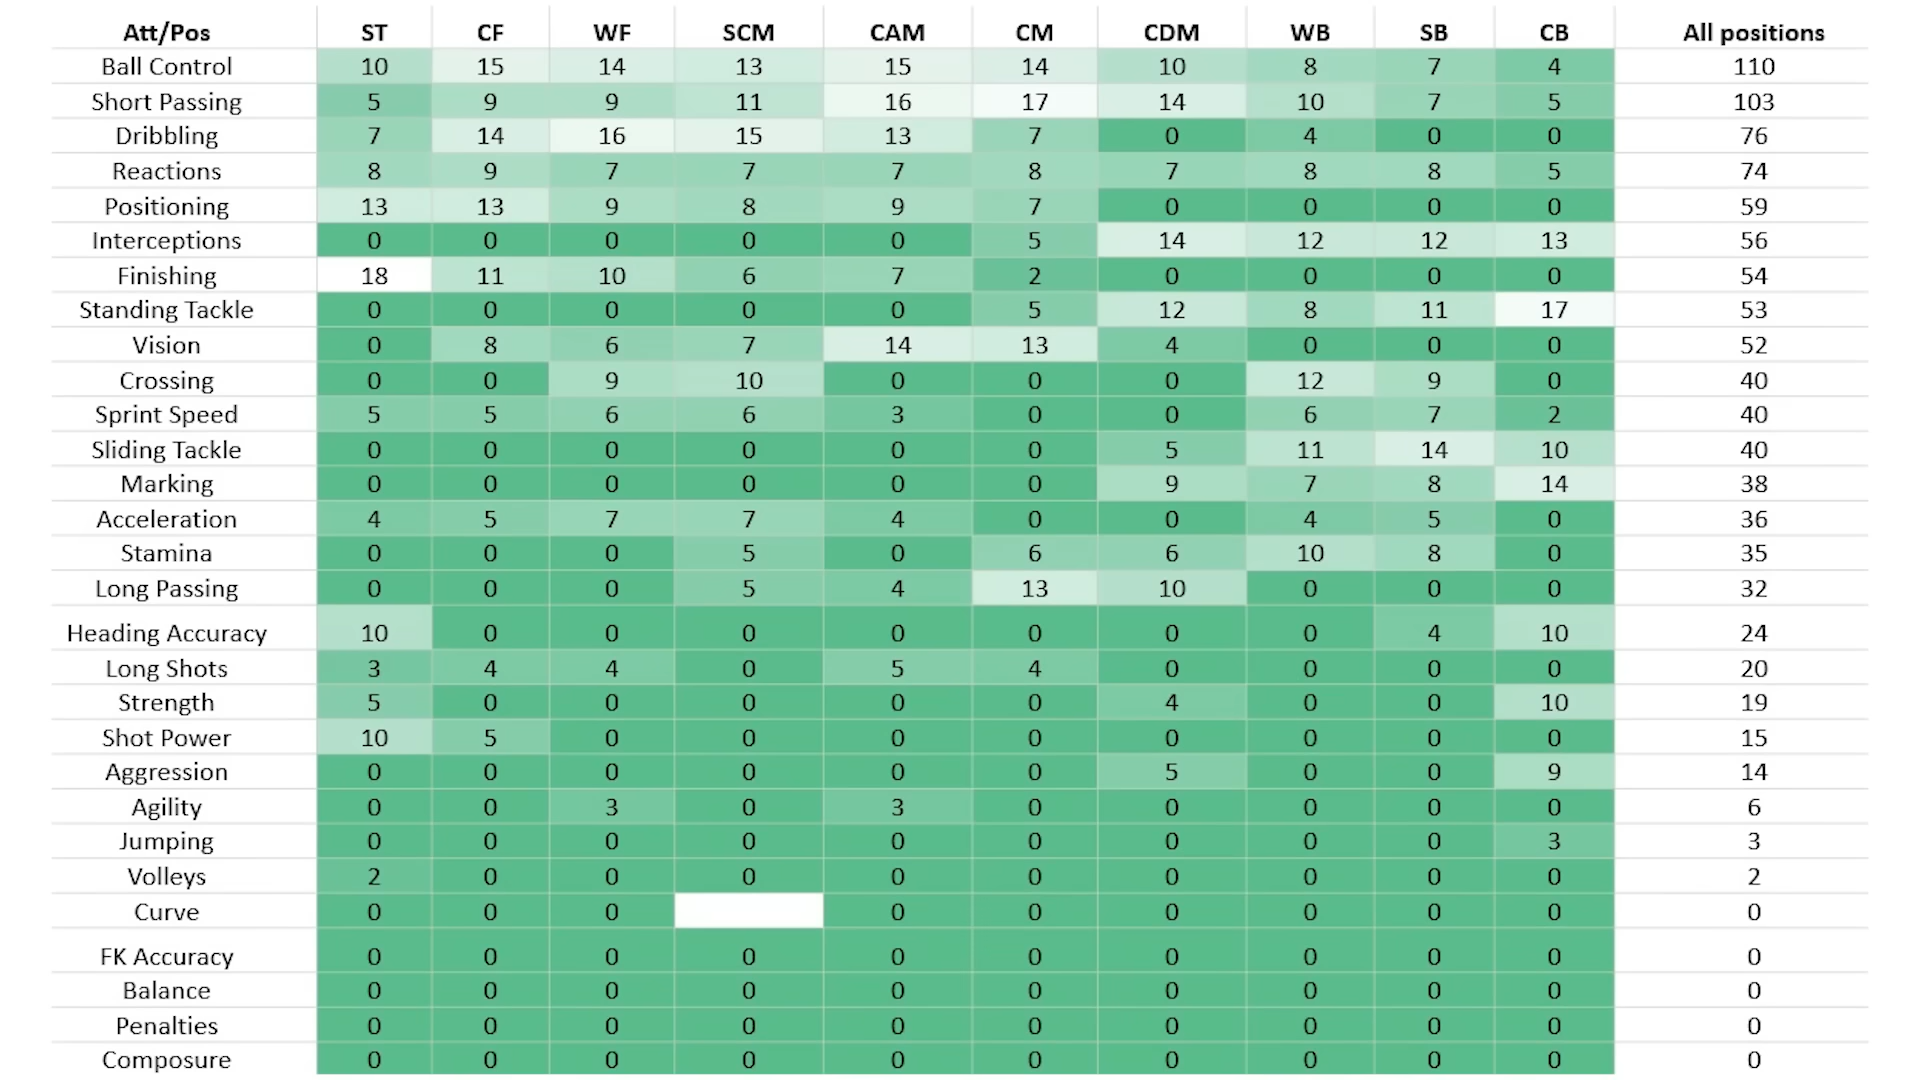 Att/Pos ST CF WF SCM CAM CM CDM WB SB CB All positions
Ball Control 10 15 14 13 15 14 10 8 7 4 110
Short Passing 5 9 9 11 16 17 14 10 7 5 103
Dribbling 7 14 16 15 13 7 0 4 0 0 76
Reactions 8 9 7 7 7 8 7 8 8 5 74
Positioning 13 13 9 8 9 7 0 0 0 0 59
Interceptions 0 0 0 0 0 5 14 12 12 13 56
Finishing 18 11 10 6 7 2 0 0 0 0 54
Standing Tackle 0 0 0 0 0 5 12 8 11 17 53
Vision 0 8 6 7 14 13 4 0 0 0 52
Crossing 0 0 9 10 0 0 0 12 9 0 40
Sprint Speed 5 5 6 6 3 0 0 6 7 2 40
Sliding Tackle 0 0 0 0 0 0 5 11 14 10 40
Marking 0 0 0 0 0 0 9 7 8 14 38
Acceleration 4 5 7 7 4 0 0 4 5 0 36
Stamina 0 0 0 5 0 6 6 10 8 0 35
Long Passing 0 0 0 5 4 13 10 0 0 0 32
Heading Accuracy 10 0 0 0 0 0 0 0 4 10 24
Long Shots 3 4 4 0 5 4 0 0 0 0 20
Strength 5 0 0 0 0 0 4 0 0 10 19
Shot Power 10 5 0 0 0 0 0 0 0 0 15
Aggression 0 0 0 0 0 0 5 0 0 9 14
Agility 0 0 3 0 3 0 0 0 0 0 6
Jumping 0 0 0 0 0 0 0 0 0 3 3
Volleys 2 0 0 0 0 0 0 0 0 0 2
Curve 0 0 0 0 0 0 0 0 0 0
FK Accuracy 0 0 0 0 0 0 0 0 0 0 0
Balance 0 0 0 0 0 0 0 0 0 0 0
Penalties 0 0 0 0 0 0 0 0 0 0 0
Composure 0 0 0 0 0 0 0 0 0 0 0